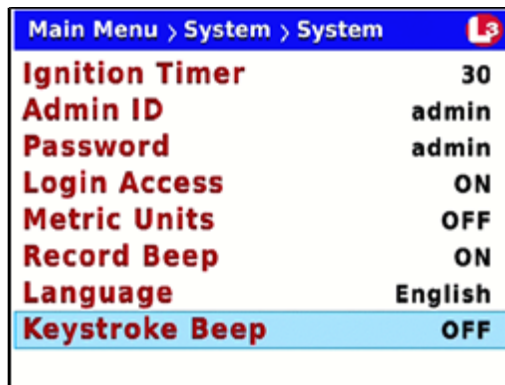 Main Menu > System > System L3
Ignition Timer 30
Admin ID admin
Password admin
Login Access ON
Metric Units OFF
Record Beep ON
Language English
Keystroke Beep OFF